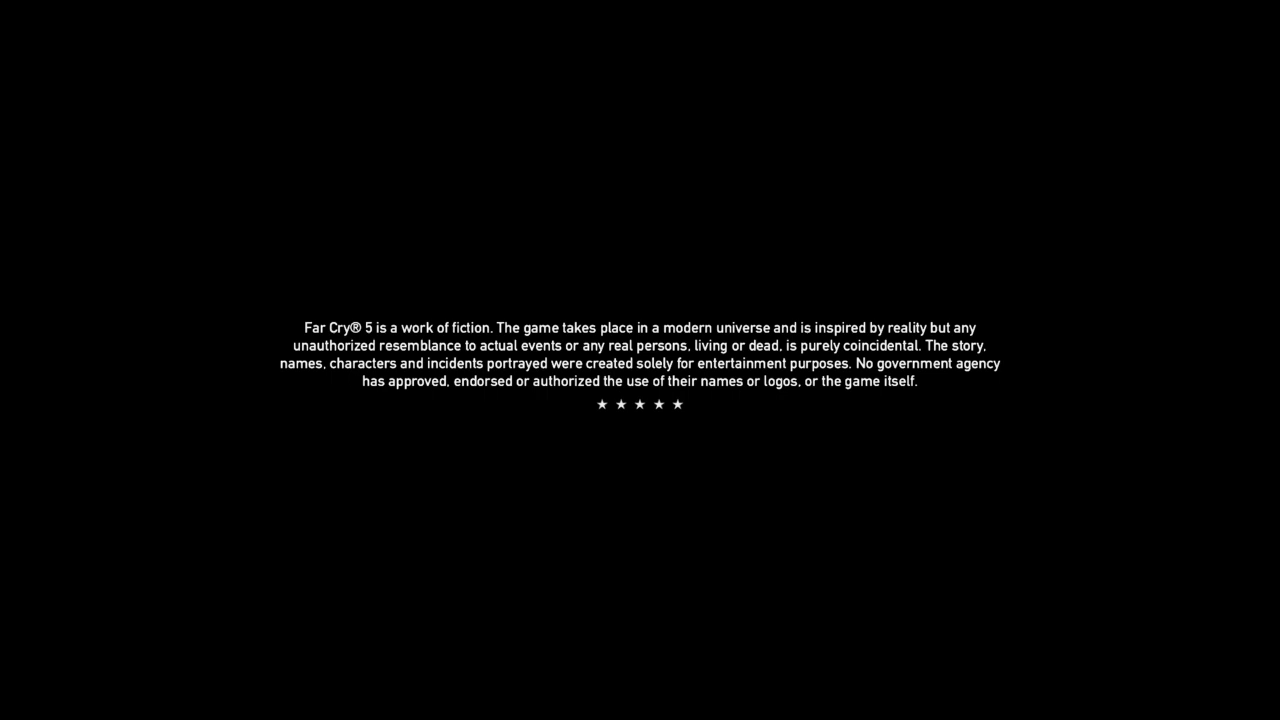 Far Cry® 5 is a work of fiction. The game takes place in a modern universe and is inspired by reality but any
unauthorized resemblance to actual events or any real persons, living or dead, is purely coincidental. The story,
names, characters and incidents portrayed were created solely for entertainment purposes. No government agency
has approved, endorsed or authorized the use of their names or logos, or the game itself.
★ ★ ★ ★ ★